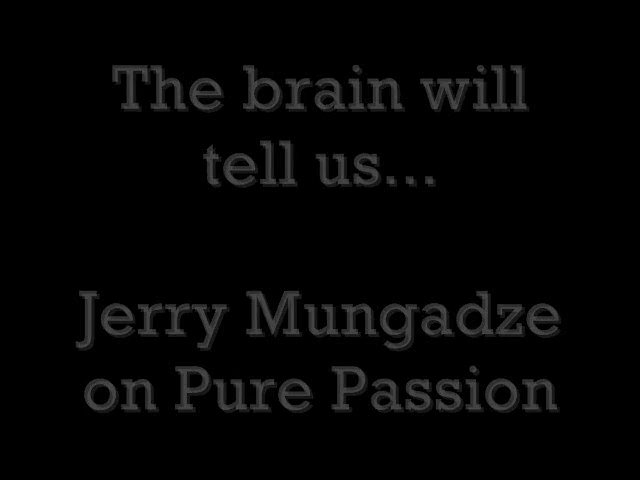 The brain will
tell us...
Jerry Mungadze
on Pure Passion